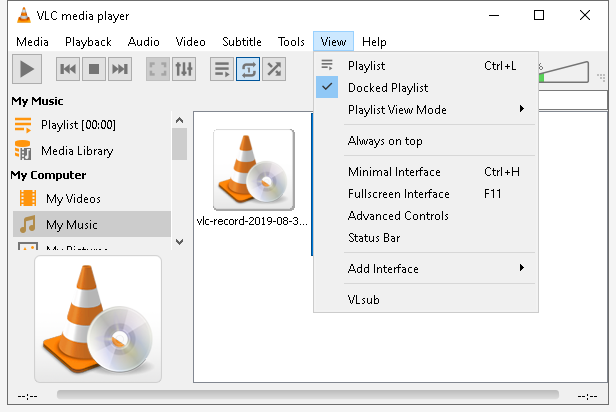 VLC media player
Media Playback Audio Video Subtitle Tools View Help
%
My Music
Playlist [00:00]
Media Library
My Computer
My Videos
My Music
My Pictures
vlc-record-2019-08-3...
Playlist Ctrl+L
Docked Playlist
Playlist View Mode
Always on top
Minimal Interface Ctrl+H
Fullscreen Interface F11
Advanced Controls
Status Bar
Add Interface
VLsub
--:-- --:--